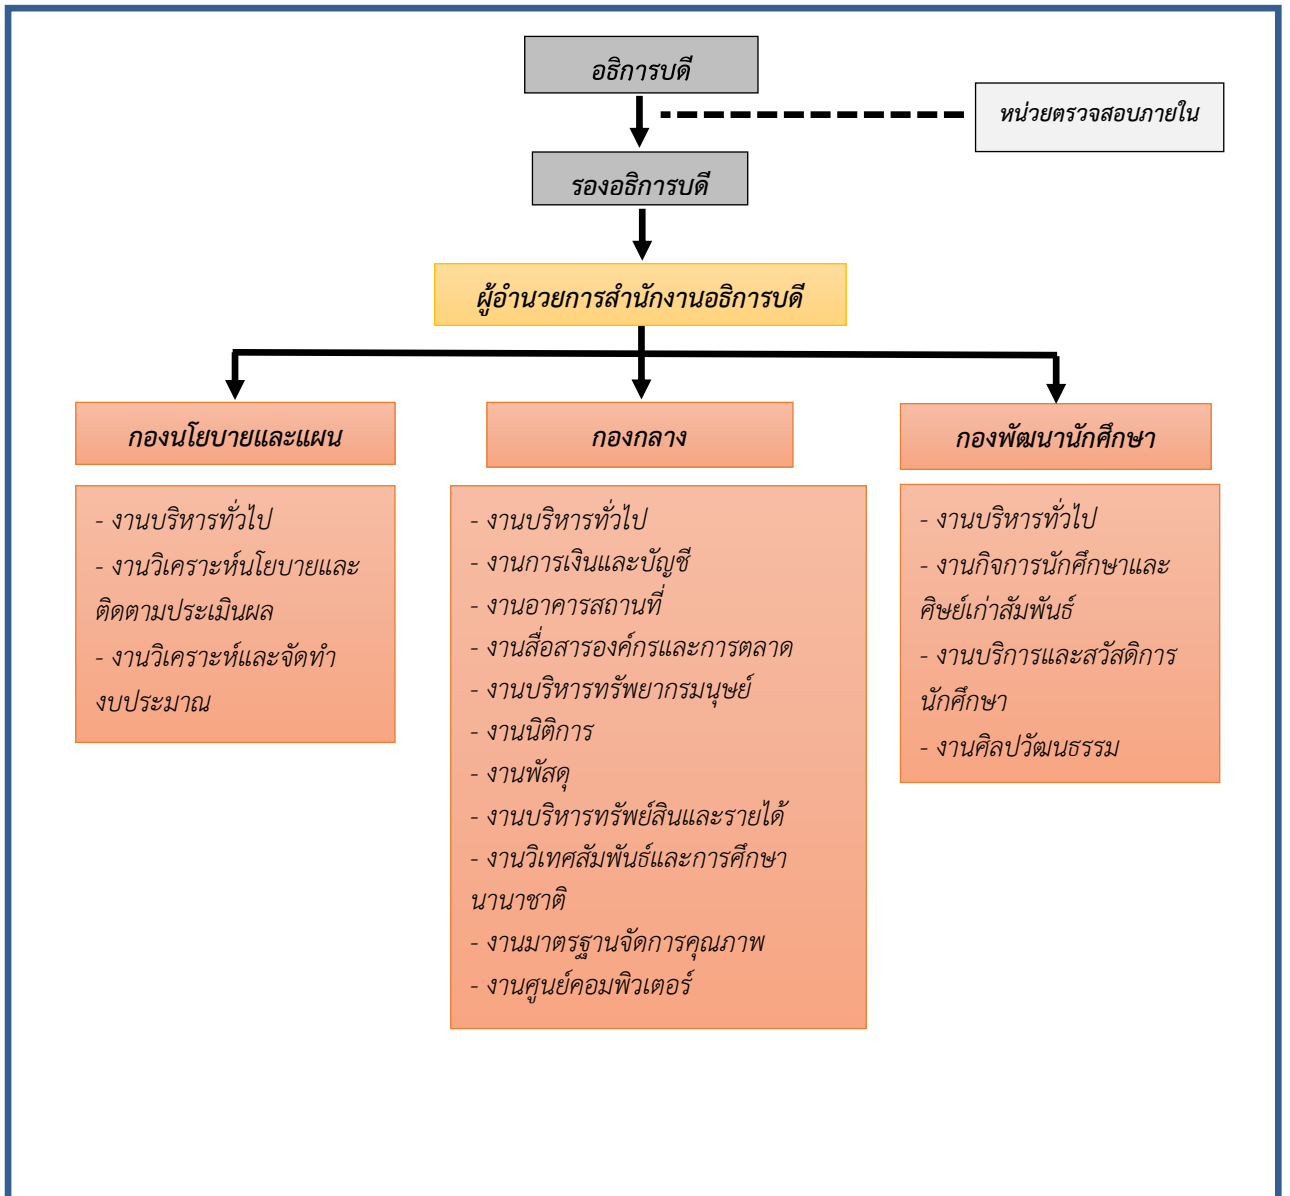 อธิการบดี
หน่วยตรวจสอบภายใน
รองอธิการบดี
ผู้อำนวยการสำนักงานอธิการบดี
กองนโยบายและแผน
- งานบริหารทั่วไป
- งานวิเคราะห์นโยบายและ
ติดตามประเมินผล
- งานวิเคราะห์และจัดทำ
งบประมาณ
กองกลาง
- งานบริหารทั่วไป
- งานการเงินและบัญชี
- งานอาคารสถานที่
- งานสื่อสารองค์กรและการตลาด
- งานบริหารทรัพยากรมนุษย์
- งานนิติการ
- งานพัสดุ
- งานบริหารทรัพย์สินและรายได้
- งานวิเทศสัมพันธ์และการศึกษา
นานาชาติ
- งานมาตรฐานจัดการคุณภาพ
- งานศูนย์คอมพิวเตอร์
กองพัฒนานักศึกษา
- งานบริหารทั่วไป
- งานกิจการนักศึกษาและ
ศิษย์เก่าสัมพันธ์
- งานบริการและสวัสดิการ
นักศึกษา
- งานศิลปวัฒนธรรม